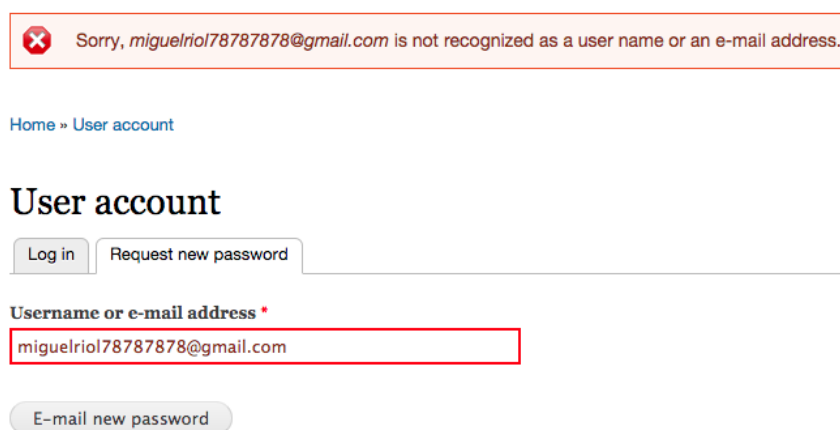 Sorry, miguelriol78787878@gmail.com is not recognized as a user name or an e-mail address.
Home » User account
User account
Log in
Request new password
Username or e-mail address *
miguelriol78787878@gmail.com
E-mail new password